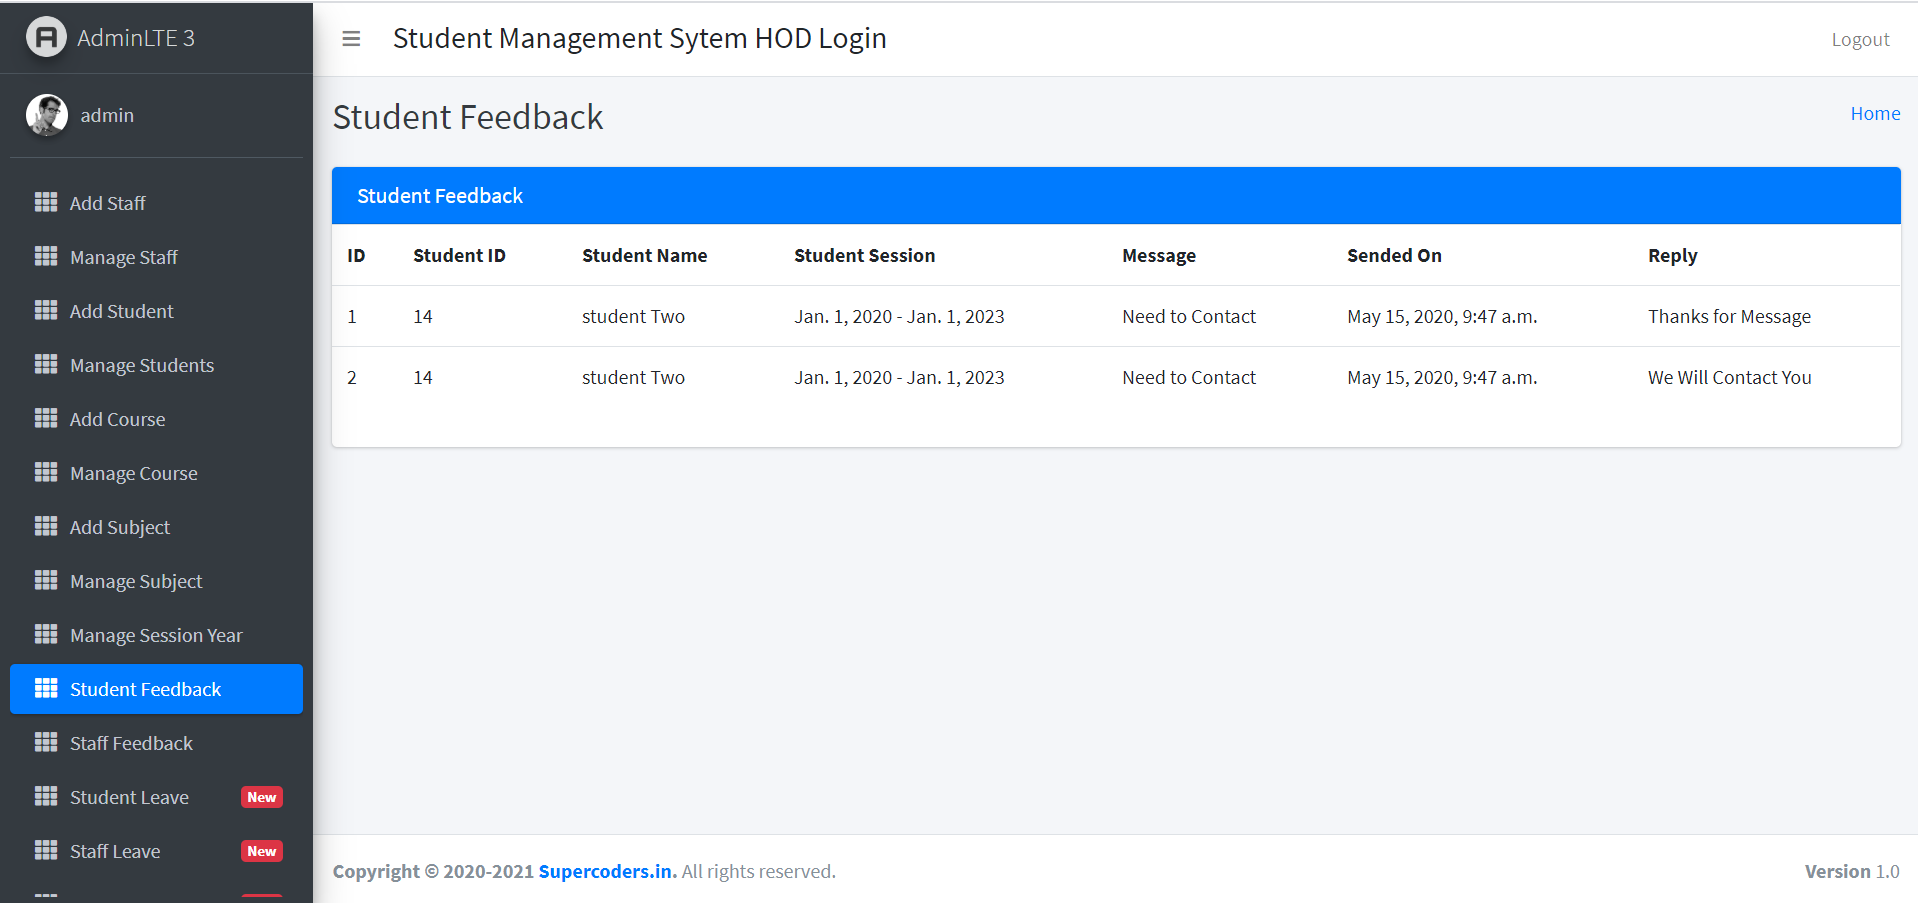 AdminLTE 3
Student Management Sytem HOD Login
Logout
admin
Student Feedback
Home
Add Staff
Manage Staff
Add Student
Manage Students
Add Course
Manage Course
Add Subject
Manage Subject
Manage Session Year
Student Feedback
Staff Feedback
Student Leave New
Staff Leave New
Student Feedback
ID Student ID Student Name Student Session Message Sended On Reply
1 14 student Two Jan. 1, 2020 - Jan. 1, 2023 Need to Contact May 15, 2020, 9:47 a.m. Thanks for Message
2 14 student Two Jan. 1, 2020 - Jan. 1, 2023 Need to Contact May 15, 2020, 9:47 a.m. We Will Contact You
Copyright © 2020-2021 Supercoders.in. All rights reserved.
Version 1.0